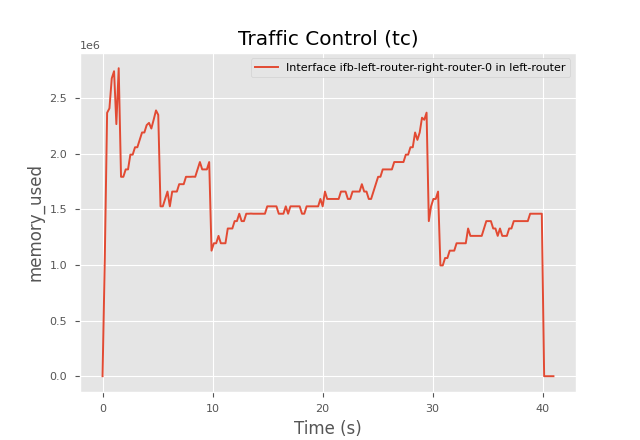 Traffic Control (tc)
1e6
Interface ifb-left-router-right-router-0 in left-router
2.5
2.0
1.5
1.0
0.5
0.0
memory_used
0 10 20 30 40
Time (s)